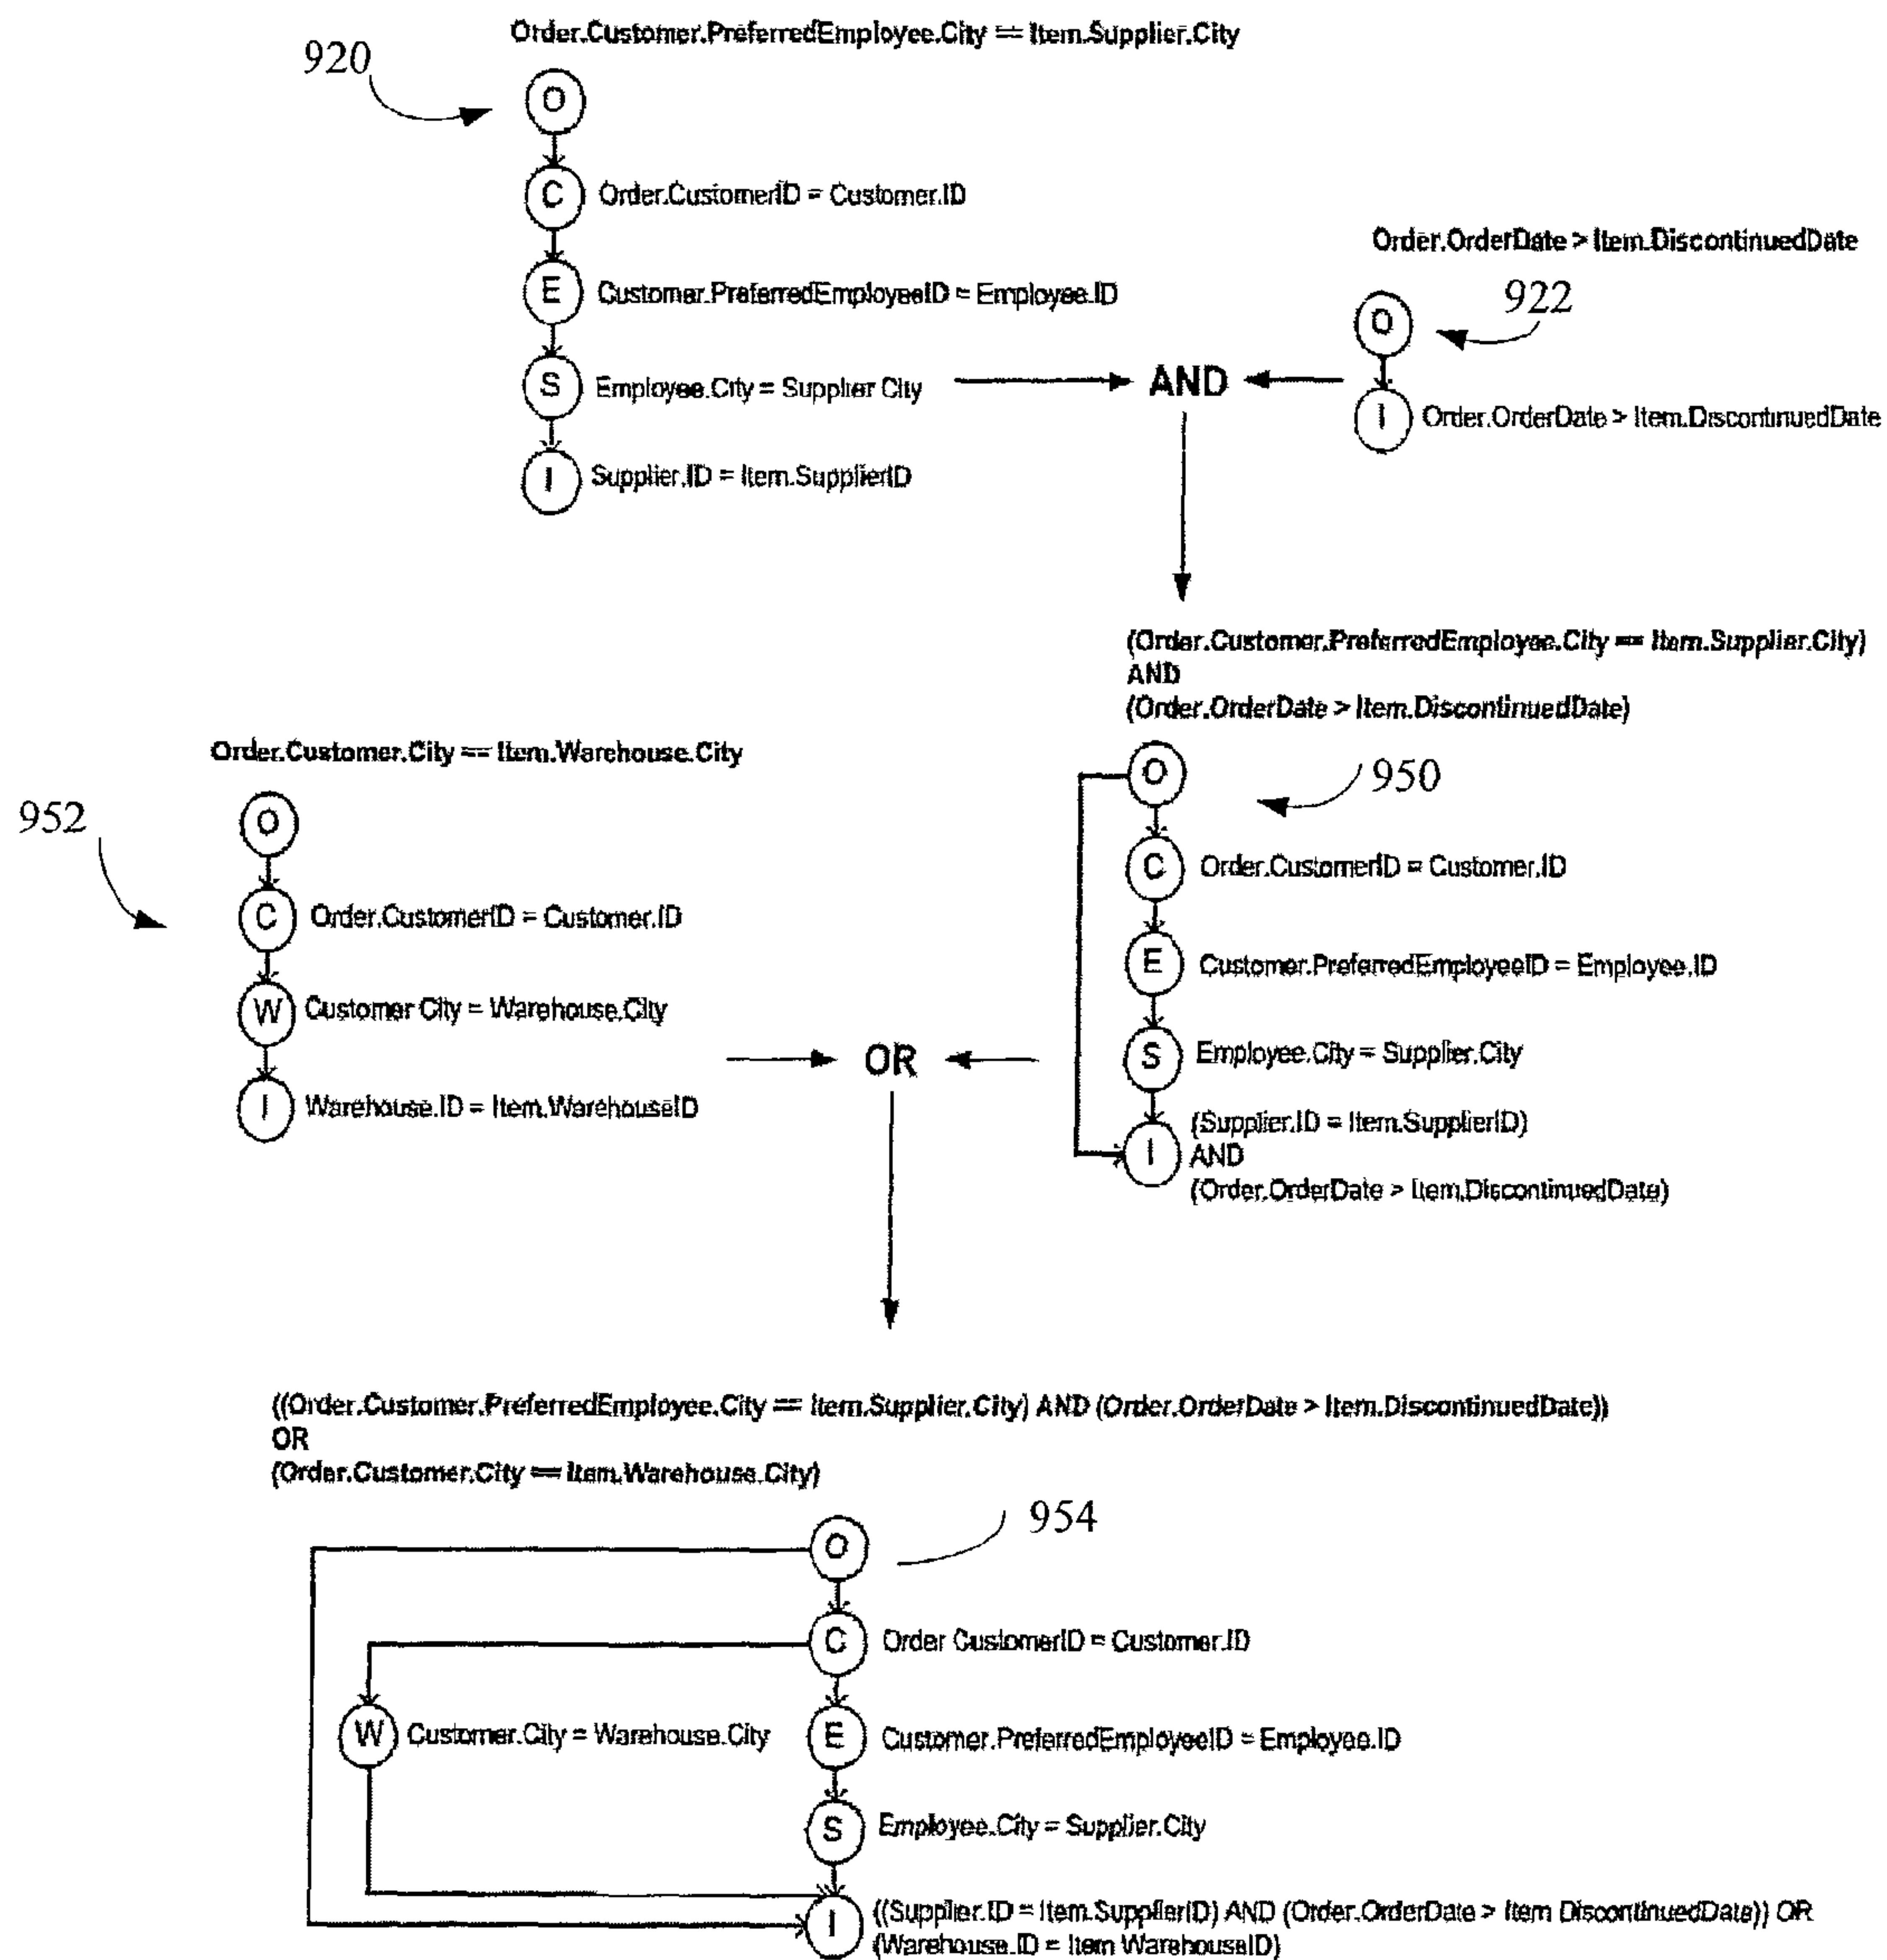 Order.Customer.PreferredEmployee.City == Item.Supplier.City
920
O
C Order.CustomerID = Customer.ID
E Customer.PreferredEmployeeID = Employee.ID
S Employee.City = Supplier City
I Supplier.ID = Item.SupplierID
AND
Order.OrderDate > Item.DiscontinuedDate
922
O
I Order.OrderDate > Item.DiscontinuedDate
(Order.Customer.PreferredEmployee.City == Item.Supplier.City)
AND
(Order.OrderDate > Item.DiscontinuedDate)
950
O
C Order.CustomerID = Customer.ID
E Customer.PreferredEmployeeID = Employee.ID
S Employee.City = Supplier.City
(Supplier.ID = Item.SupplierID)
I AND
(Order.OrderDate > Item.DiscontinuedDate)
Order.Customer.City == Item.Warehouse.City
952
O
C Order.CustomerID = Customer.ID
W Customer City = Warehouse.City
I Warehouse.ID = Item.WarehouseID
OR
((Order.Customer.PreferredEmployee.City == Item.Supplier.City) AND (Order.OrderDate > Item.DiscontinuedDate))
OR
(Order.Customer.City == Item.Warehouse.City)
954
O
C Order CustomerID = Customer.ID
W Customer.City = Warehouse.City
E Customer.PreferredEmployeeID = Employee.ID
S Employee.City = Supplier.City
I ((Supplier.ID = Item.SupplierID) AND (Order.OrderDate > Item DiscontinuedDate)) OR
(Warehouse.ID = Item WarehouseID)